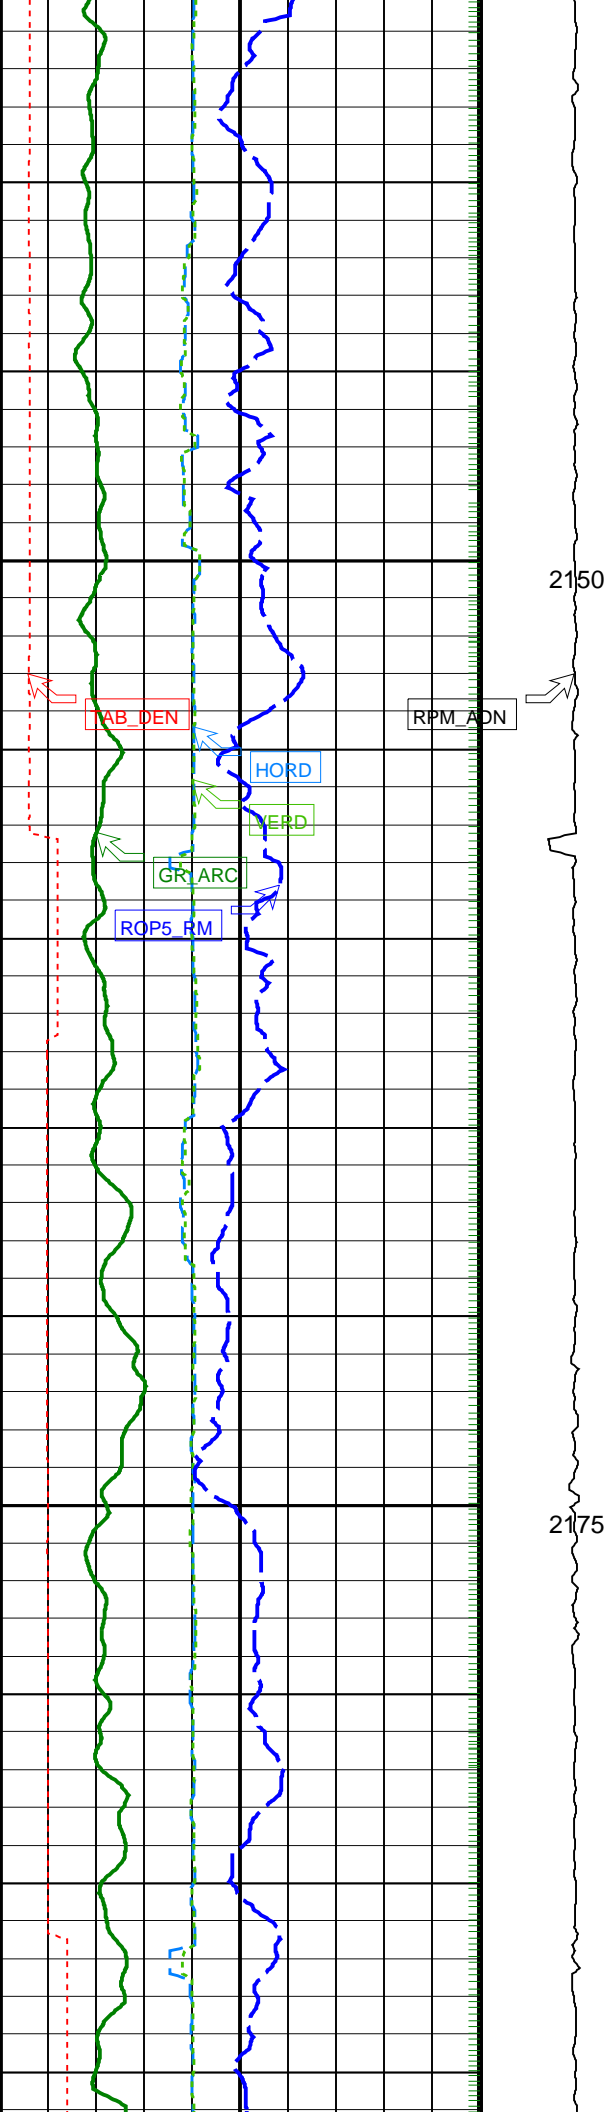 2150
TAB_DEN
RPM_ADN
HORD
VERD
GR_ARC
ROP5_RM
2175